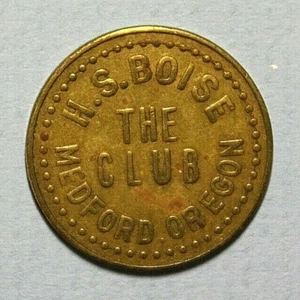 H. S. BOISE
THE
CLUB
MEDFORD OREGON